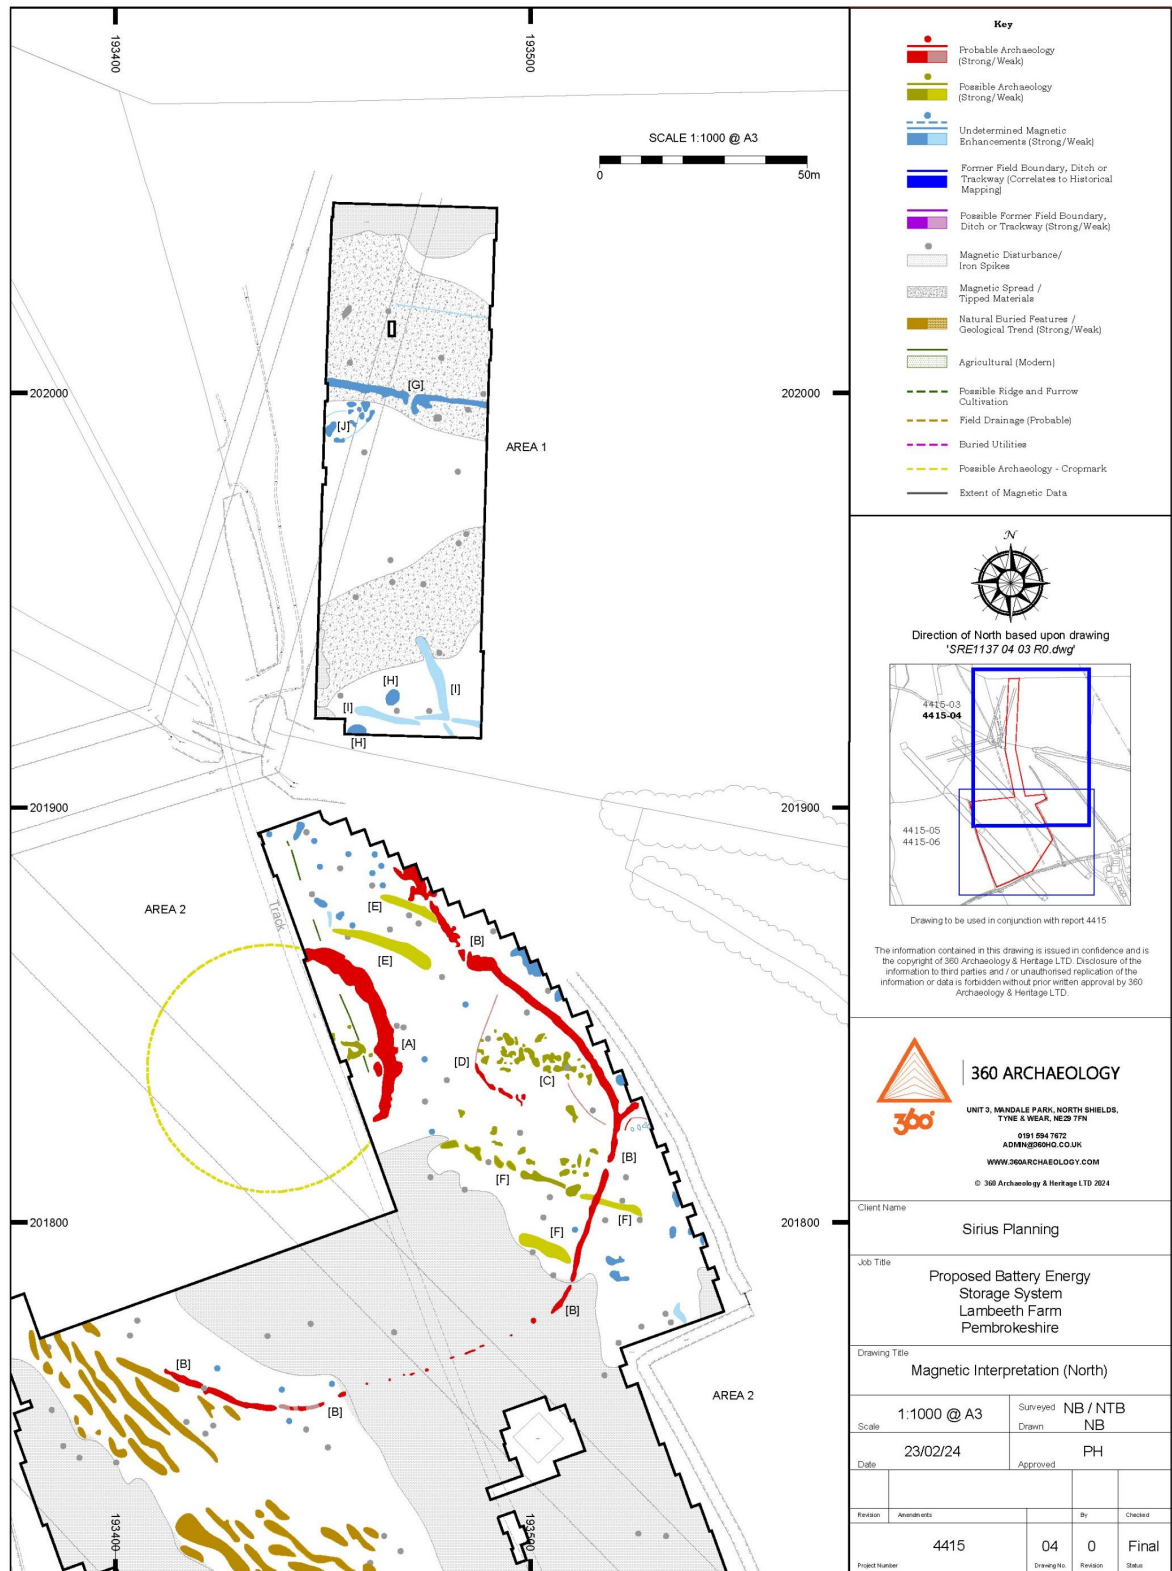 193400
193500
SCALE 1:1000 @ A3
0
50m
[G]
202000
202000
[J]
AREA 1
[H]
[I]
[I]
[H]
201900
201900
AREA 2
Track
[E]
[B]
[E]
[A]
[D]
[C]
[B]
[F]
[F]
[F]
201800
201800
[B]
[B]
[B]
AREA 2
193400
193500
Key
Probable Archaeology
(Strong/Weak)
Possible Archaeology
(Strong/Weak)
Undetermined Magnetic
Enhancements (Strong/Weak)
Former Field Boundary, Ditch or
Trackway (Correlates to Historical
Mapping)
Possible Former Field Boundary,
Ditch or Trackway (Strong/Weak)
Magnetic Disturbance/
Iron Spikes
Magnetic Spread /
Tipped Materials
Natural Buried Features /
Geological Trend (Strong/Weak)
Agricultural (Modern)
Possible Ridge and Furrow
Cultivation
Field Drainage (Probable)
Buried Utilities
Possible Archaeology - Cropmark
Extent of Magnetic Data
N
Direction of North based upon drawing
'SRE1137 04 03 R0.dwg'
4415-03
4415-04
4415-05
4415-06
Drawing to be used in conjunction with report 4415
The information contained in this drawing is issued in confidence and is
the copyright of 360 Archaeology & Heritage LTD. Disclosure of the
information to third parties and / or unauthorised replication of the
information or data is forbidden without prior written approval by 360
Archaeology & Heritage LTD.
360°
360 ARCHAEOLOGY
UNIT 3, MANDALE PARK, NORTH SHIELDS,
TYNE & WEAR, NE29 7FN
0191 594 7672
ADMIN@360HQ.CO.UK
WWW.360ARCHAEOLOGY.COM
© 360 Archaeology & Heritage LTD 2024
Client Name
Sirius Planning
Job Title
Proposed Battery Energy
Storage System
Lambeeth Farm
Pembrokeshire
Drawing Title
Magnetic Interpretation (North)
Scale 1:1000 @ A3
Surveyed NB / NTB
Drawn NB
Date 23/02/24
Approved PH
Revision Amendments By Checked
4415 04 0 Final
Project Number Drawing No. Revision Status